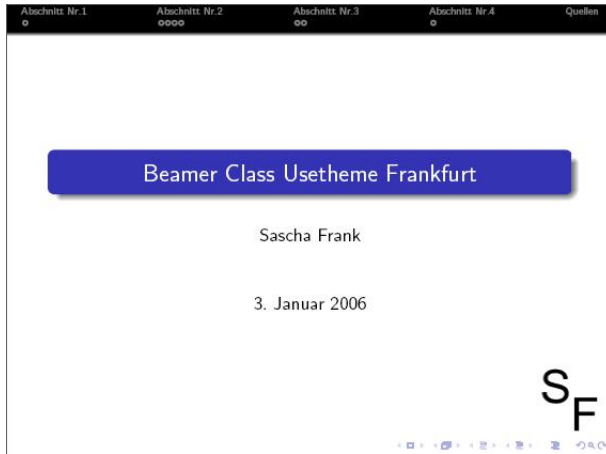 Abschnitt Nr.1 Abschnitt Nr.2 Abschnitt Nr.3 Abschnitt Nr.4 Quellen
Beamer Class Usetheme Frankfurt
Sascha Frank
3. Januar 2006
SF